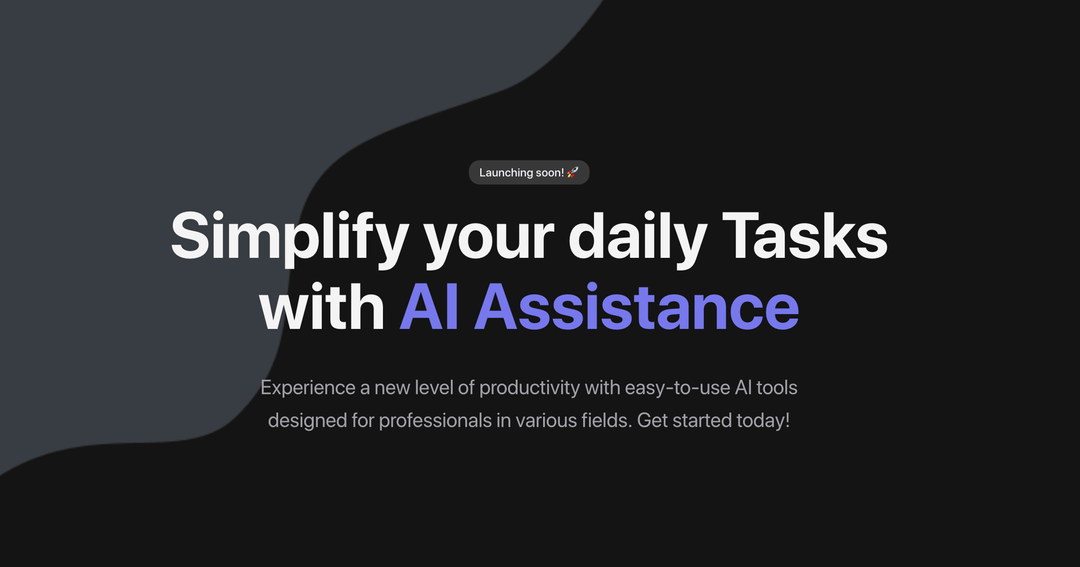 Launching soon! 🚀
Simplify your daily Tasks
with AI Assistance
Experience a new level of productivity with easy-to-use AI tools
designed for professionals in various fields. Get started today!